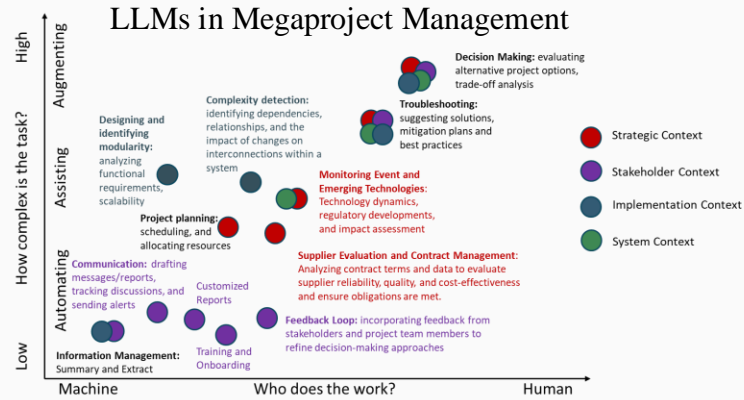 LLMs in Megaproject Management
High
Augmenting
How complex is the task?
Assisting
Automating
Low
Decision Making: evaluating
alternative project options,
trade-off analysis
Troubleshooting:
suggesting solutions,
mitigation plans and
best practices
Complexity detection:
identifying dependencies,
relationships, and the
impact of changes on
interconnections within a
system
Designing and
identifying
modularity:
analyzing
functional
requirements,
scalability
Monitoring Event and
Emerging Technologies:
Technology dynamics,
regulatory developments,
and impact assessment
Project planning:
scheduling, and
allocating resources
Supplier Evaluation and Contract Management:
Analyzing contract terms and data to evaluate
supplier reliability, quality, and cost-effectiveness
and ensure obligations are met.
Communication: drafting
messages/reports,
tracking discussions, and
sending alerts
Customized
Reports
Feedback Loop: incorporating feedback from
stakeholders and project team members to
refine decision-making approaches
Training and
Onboarding
Information Management:
Summary and Extract
Strategic Context
Stakeholder Context
Implementation Context
System Context
Machine
Who does the work?
Human